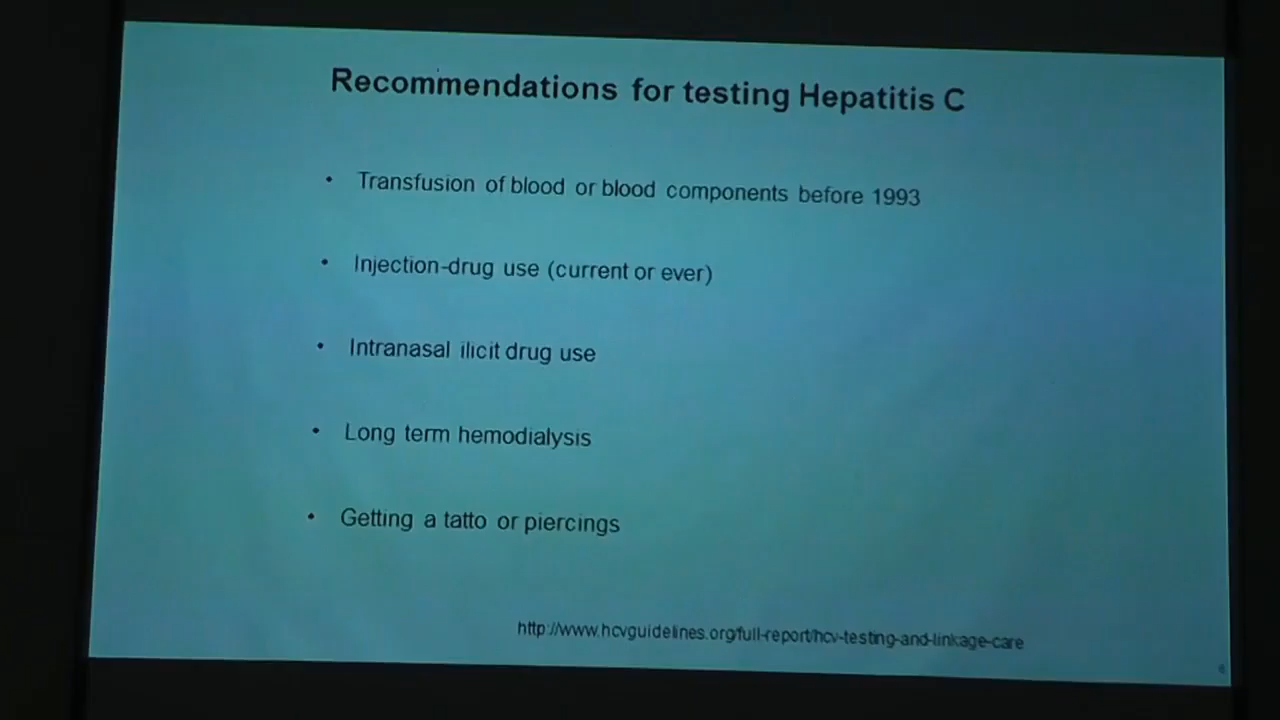 Recommendations for testing Hepatitis C
• Transfusion of blood or blood components before 1993
• Injection-drug use (current or ever)
• Intranasal ilicit drug use
• Long term hemodialysis
• Getting a tatto or piercings
http://www.hcvguidelines.org/full-report/hcv-testing-and-linkage-care